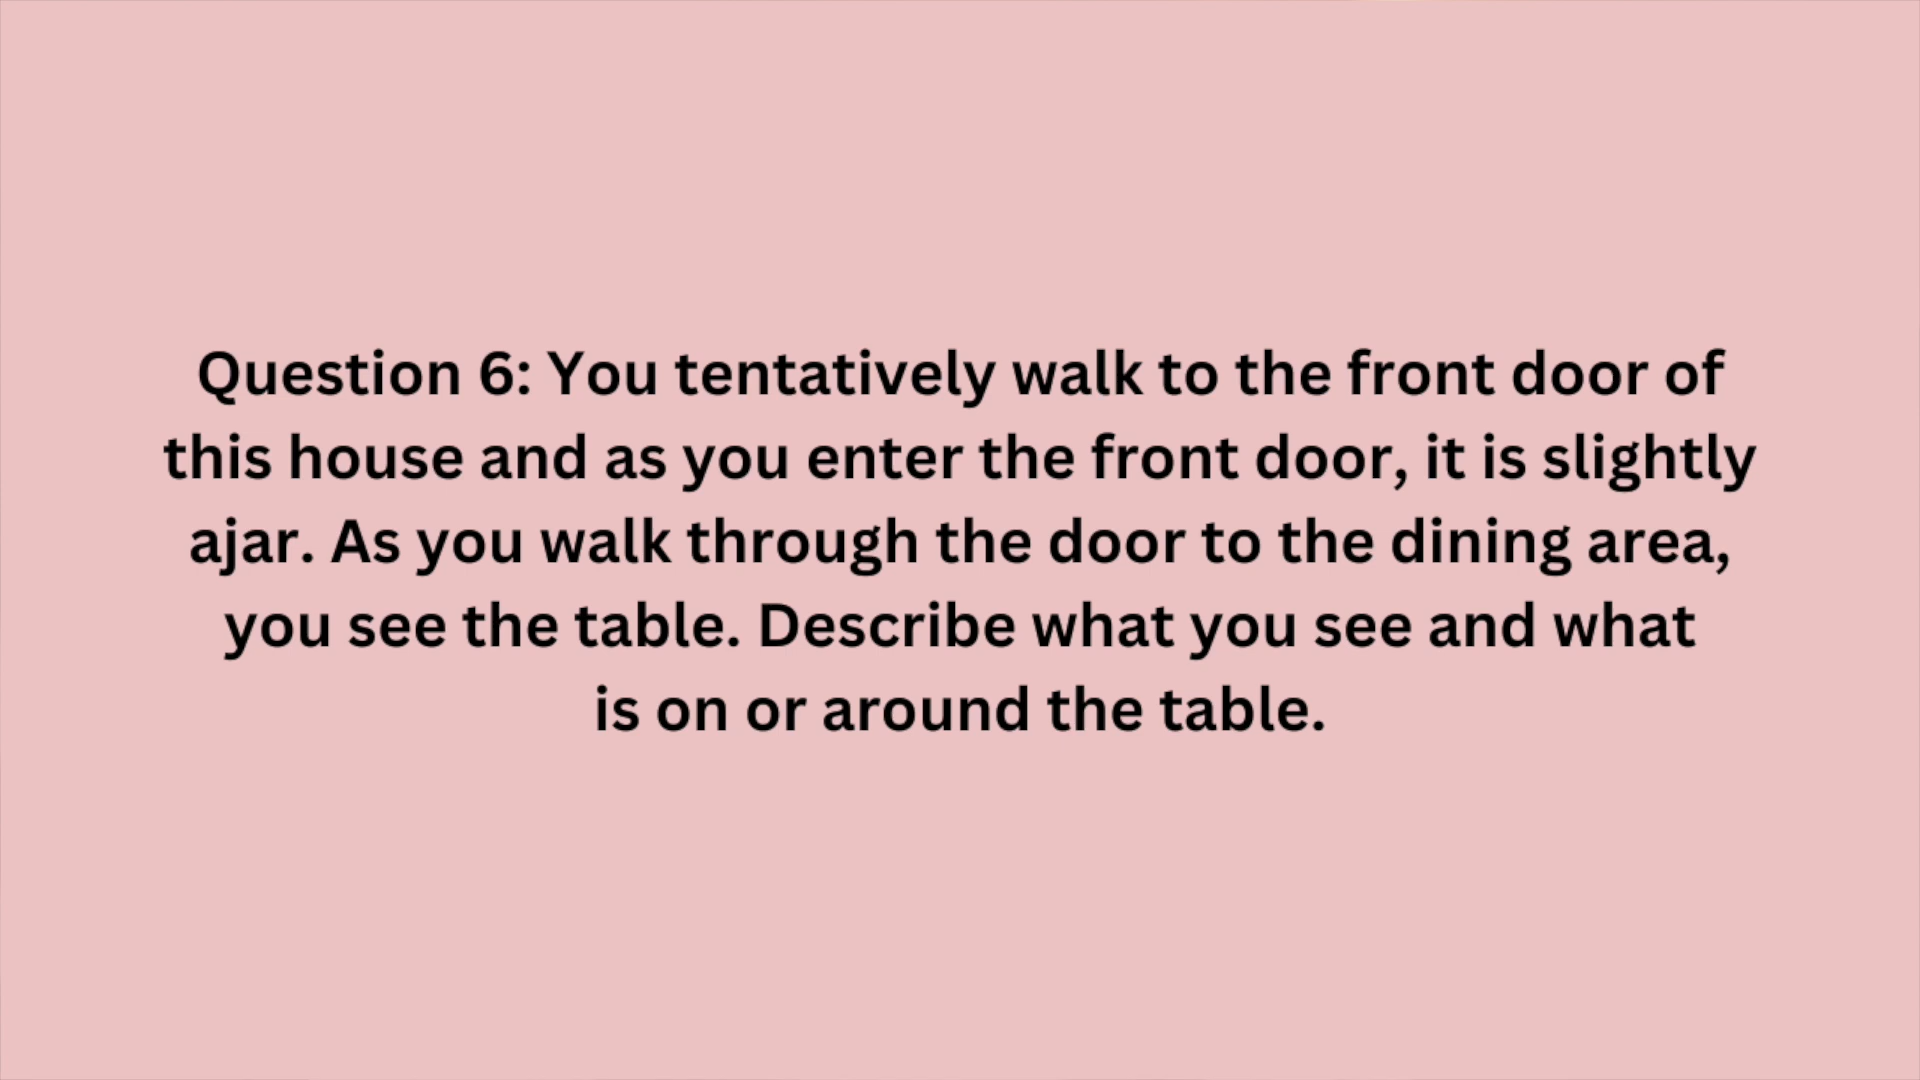 Question 6: You tentatively walk to the front door of
this house and as you enter the front door, it is slightly
ajar. As you walk through the door to the dining area,
you see the table. Describe what you see and what
is on or around the table.